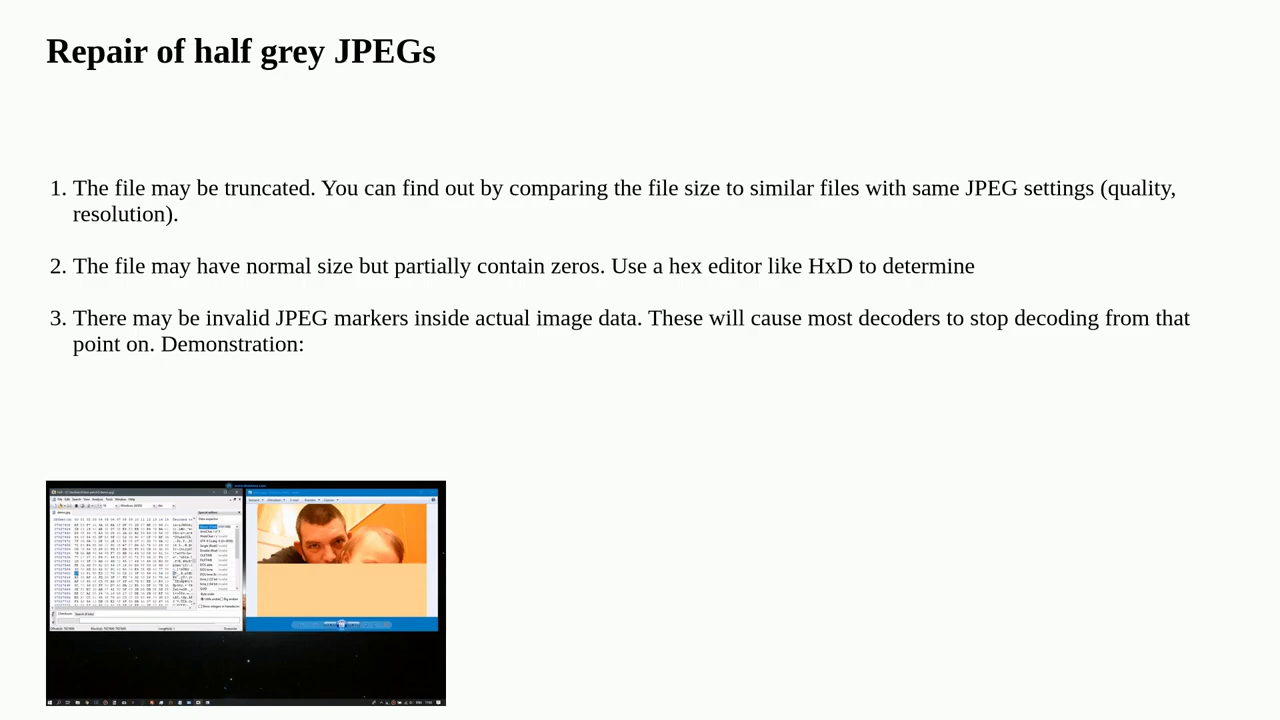 Repair of half grey JPEGs
1. The file may be truncated. You can find out by comparing the file size to similar files with same JPEG settings (quality,
resolution).
2. The file may have normal size but partially contain zeros. Use a hex editor like HxD to determine
3. There may be invalid JPEG markers inside actual image data. These will cause most decoders to stop decoding from that
point on. Demonstration: